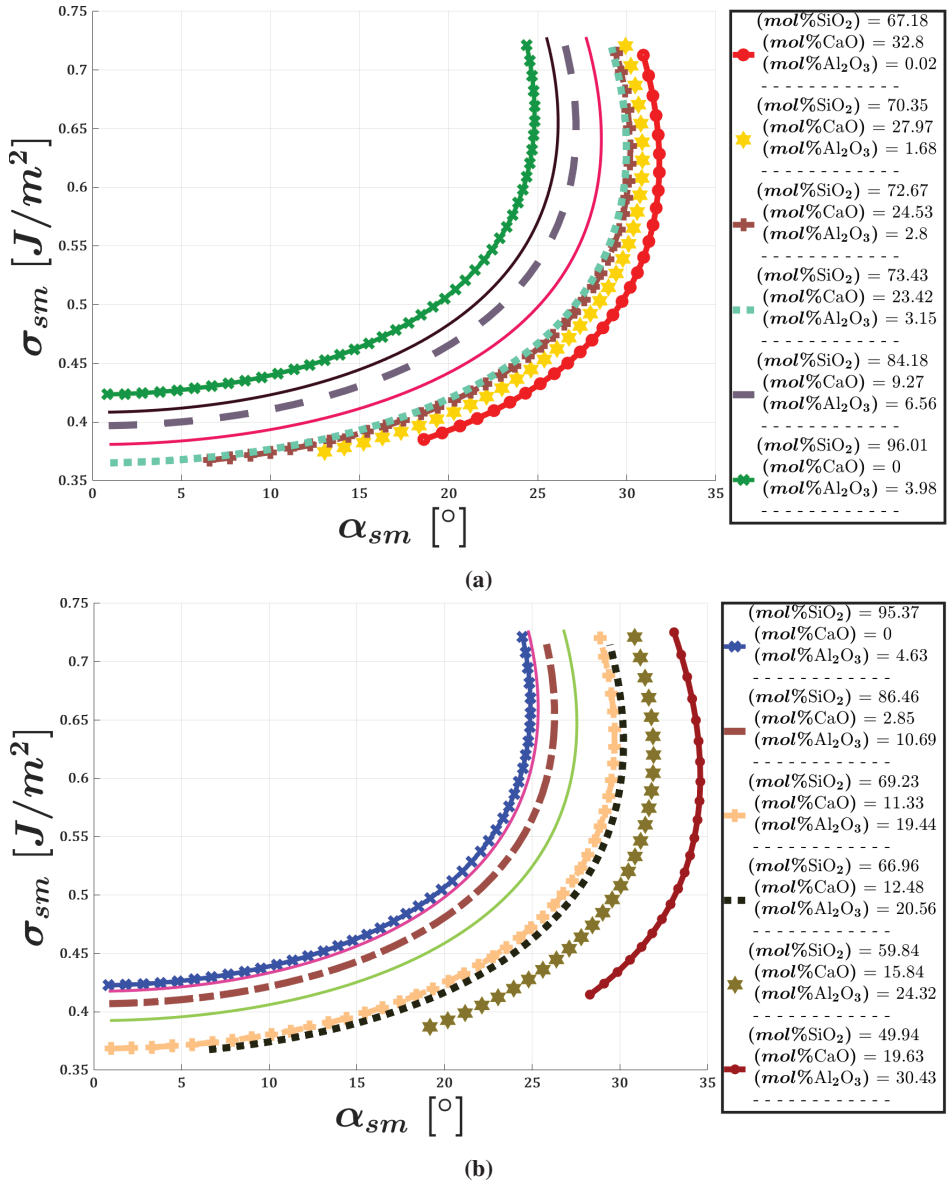 0.75
0.7
0.65
0.6
0.55
0.5
0.45
0.4
0.35
σ_sm [J/m²]
0 5 10 15 20 25 30 35
α_sm [°]
(mol%SiO₂) = 67.18
(mol%CaO) = 32.8
(mol%Al₂O₃) = 0.02
- - - - - - - - - - - -
(mol%SiO₂) = 70.35
(mol%CaO) = 27.97
(mol%Al₂O₃) = 1.68
- - - - - - - - - - - -
(mol%SiO₂) = 72.67
(mol%CaO) = 24.53
(mol%Al₂O₃) = 2.8
- - - - - - - - - - - -
(mol%SiO₂) = 73.43
(mol%CaO) = 23.42
(mol%Al₂O₃) = 3.15
- - - - - - - - - - - -
(mol%SiO₂) = 84.18
(mol%CaO) = 9.27
(mol%Al₂O₃) = 6.56
- - - - - - - - - - - -
(mol%SiO₂) = 96.01
(mol%CaO) = 0
(mol%Al₂O₃) = 3.98
- - - - - - - - - - - -
(a)
0.75
0.7
0.65
0.6
0.55
0.5
0.45
0.4
0.35
σ_sm [J/m²]
0 5 10 15 20 25 30 35
α_sm [°]
(mol%SiO₂) = 95.37
(mol%CaO) = 0
(mol%Al₂O₃) = 4.63
- - - - - - - - - - - -
(mol%SiO₂) = 86.46
(mol%CaO) = 2.85
(mol%Al₂O₃) = 10.69
- - - - - - - - - - - -
(mol%SiO₂) = 69.23
(mol%CaO) = 11.33
(mol%Al₂O₃) = 19.44
- - - - - - - - - - - -
(mol%SiO₂) = 66.96
(mol%CaO) = 12.48
(mol%Al₂O₃) = 20.56
- - - - - - - - - - - -
(mol%SiO₂) = 59.84
(mol%CaO) = 15.84
(mol%Al₂O₃) = 24.32
- - - - - - - - - - - -
(mol%SiO₂) = 49.94
(mol%CaO) = 19.63
(mol%Al₂O₃) = 30.43
- - - - - - - - - - - -
(b)